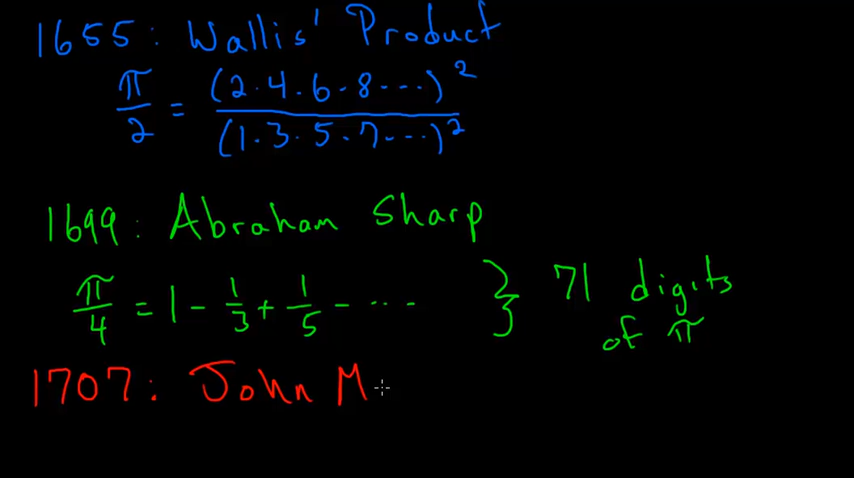 1655: Wallis' Product
π/2 = (2·4·6·8·…)² / (1·3·5·7·…)²
1699: Abraham Sharp
π/4 = 1 - 1/3 + 1/5 - … } 71 digits
of π
1707: John M